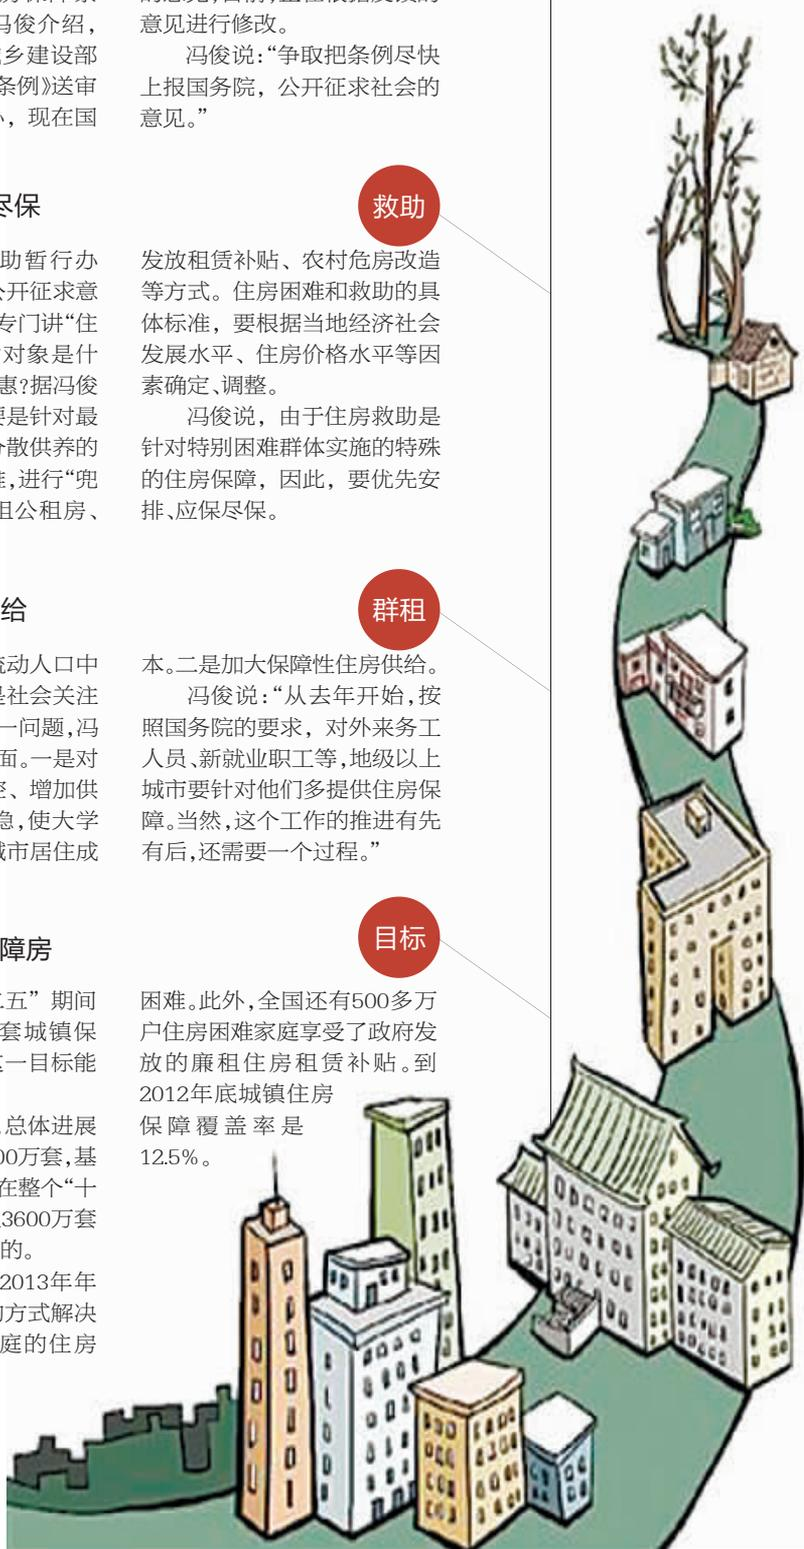 马俊介绍，
乡建设部
条例》送审
，现在国
意见进行修改。
冯俊说：“争取把条例尽快
上报国务院，公开征求社会的
意见。”
尽保
救助
助暂行办
公开征求意
专门讲“住
对象是什
惠？据冯俊
要是针对最
分散供养的
，进行“兜
租公租房、
发放租赁补贴、农村危房改造
等方式。住房困难和救助的具
体标准，要根据当地经济社会
发展水平、住房价格水平等因
素确定、调整。
冯俊说，由于住房救助是
针对特别困难群体实施的特殊
的住房保障，因此，要优先安
排、应保尽保。
给
群租
流动人口中
是社会关注
一问题，冯
面。一是对
、增加供
稳，使大学
城市居住成
本。二是加大保障性住房供给。
冯俊说：“从去年开始，按
照国务院的要求，对外来务工
人员、新就业职工等，地级以上
城市要针对他们多提供住房保
障。当然，这个工作的推进有先
有后，还需要一个过程。”
障房
目标
二五”期间
套城镇保
这一目标能
总体进展
00万套，基
在整个“十
3600万套
的。
2013年年
的方式解决
庭的住房
困难。此外，全国还有500多万
户住房困难家庭享受了政府发
放的廉租住房租赁补贴。到
2012年底城镇住房
保障覆盖率是
12.5%。